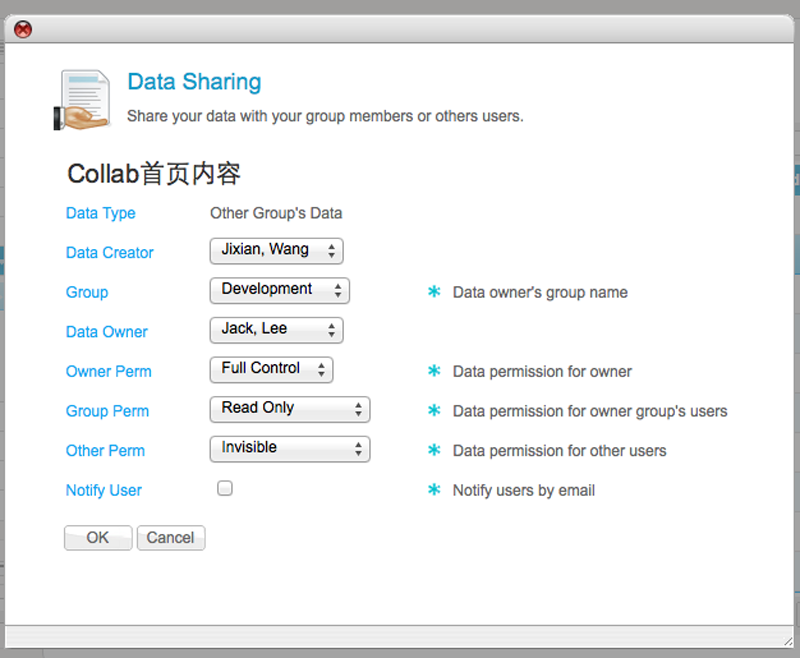 Data Sharing
Share your data with your group members or others users.
Collab首页内容
Data Type Other Group's Data
Data Creator Jixian, Wang
Group Development * Data owner's group name
Data Owner Jack, Lee
Owner Perm Full Control * Data permission for owner
Group Perm Read Only * Data permission for owner group's users
Other Perm Invisible * Data permission for other users
Notify User * Notify users by email
OK Cancel